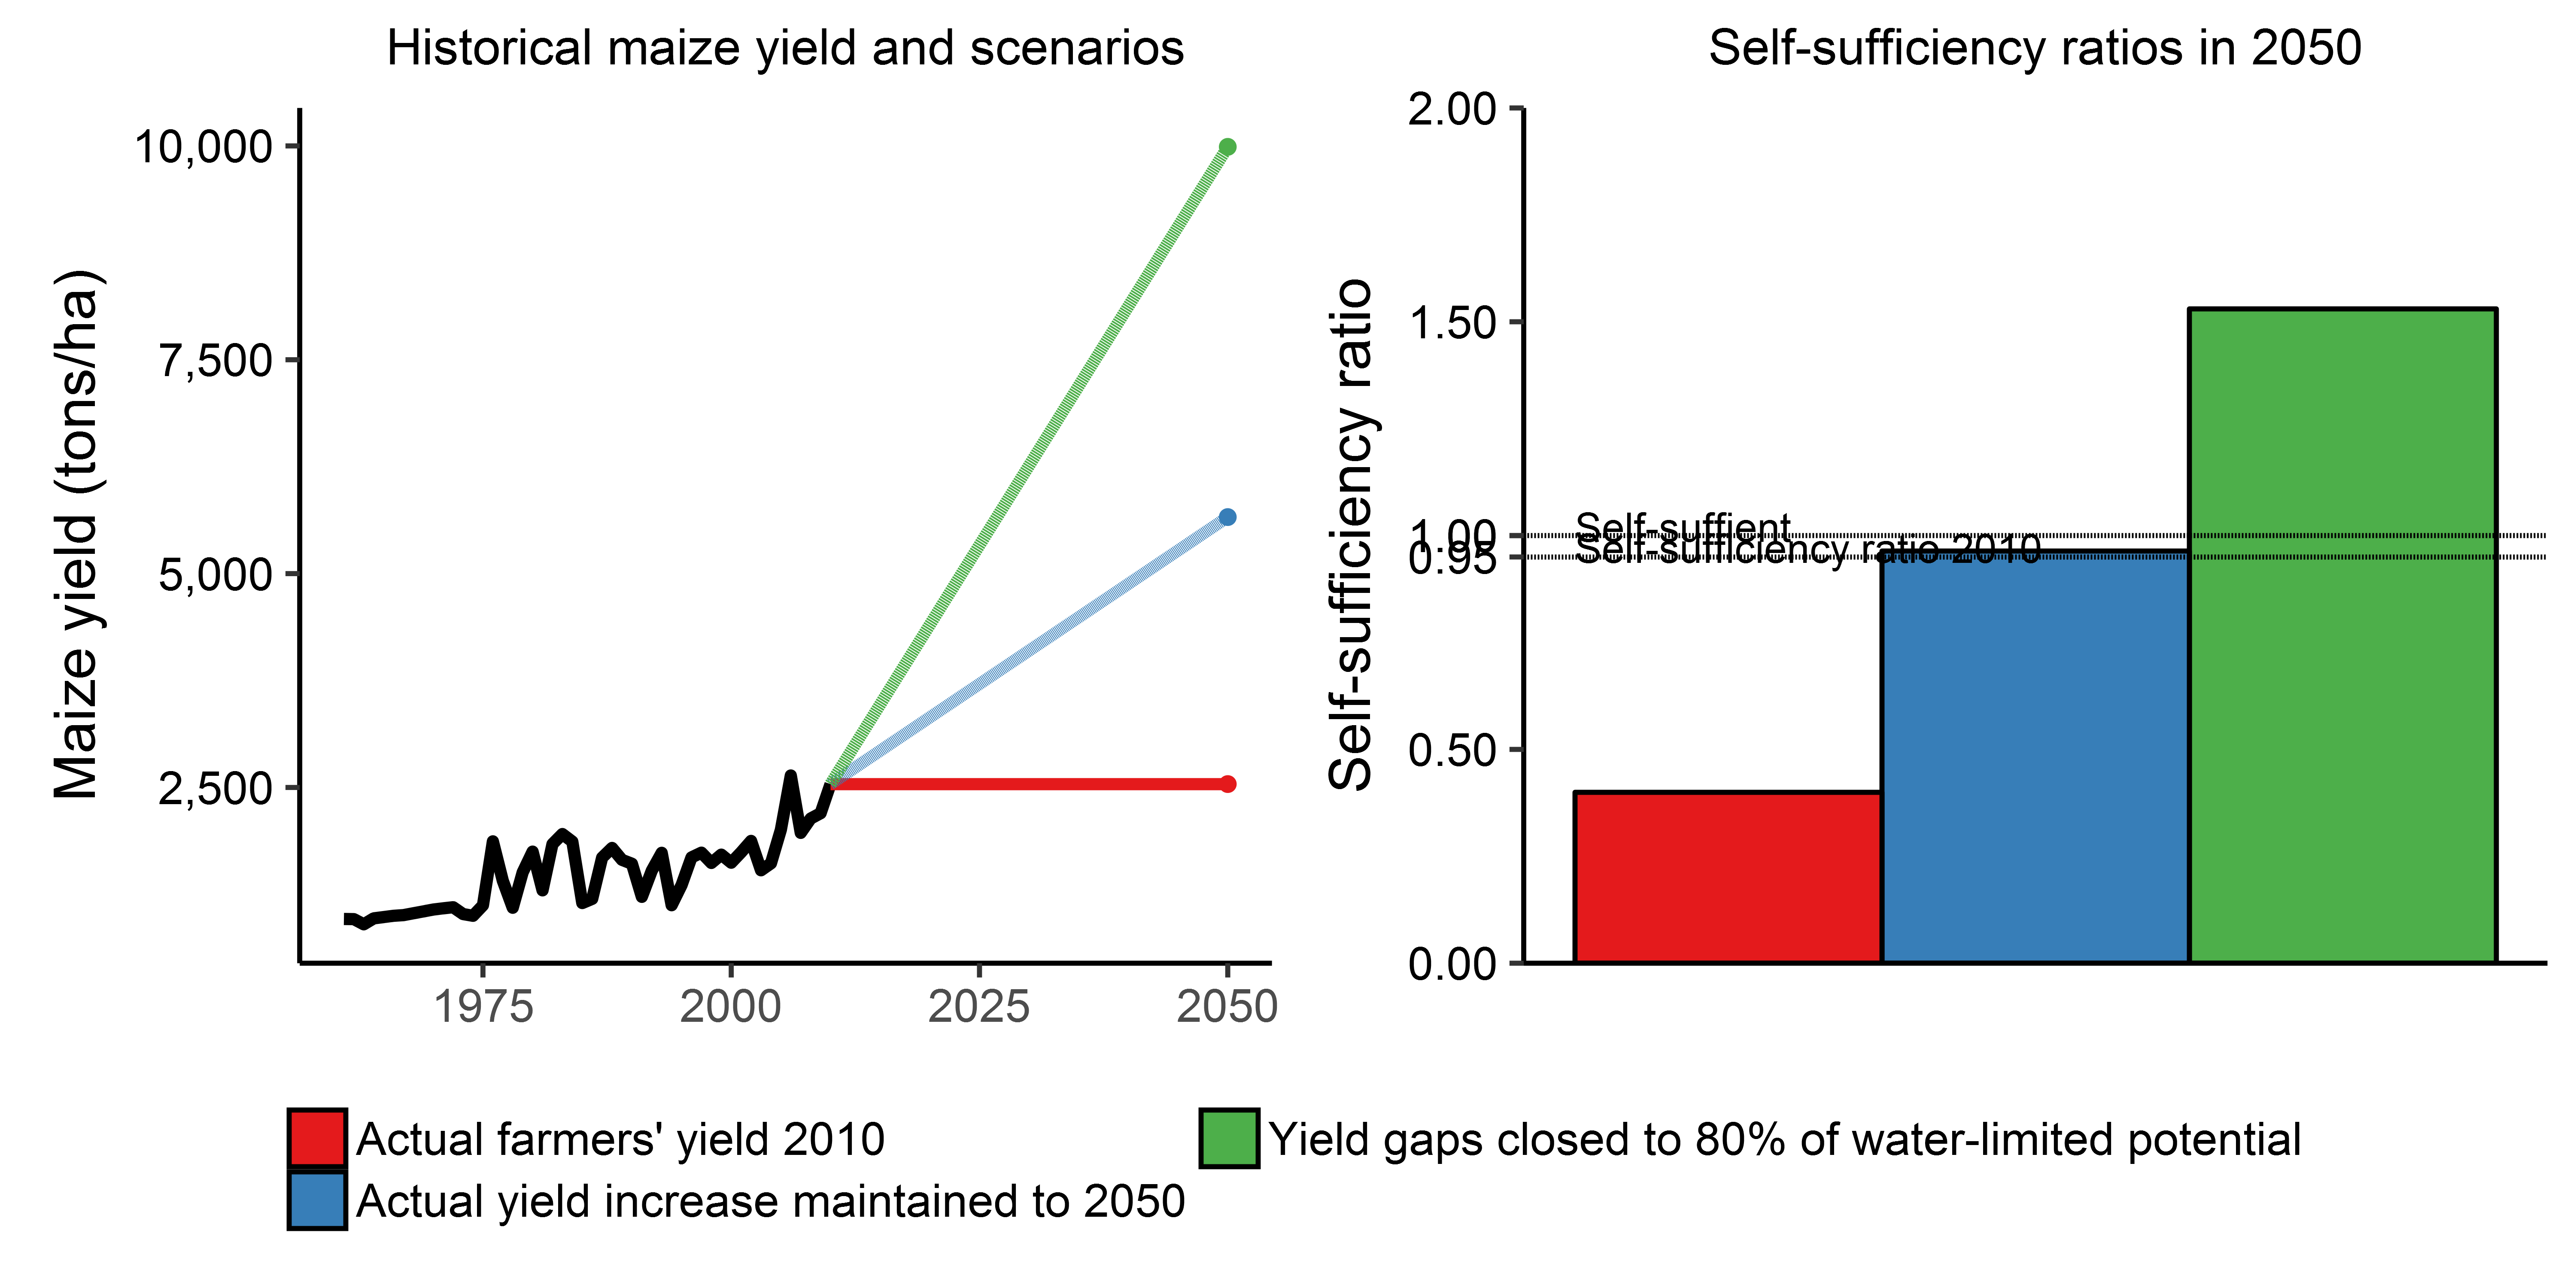 Historical maize yield and scenarios
Maize yield (tons/ha)
10,000
7,500
5,000
2,500
1975
2000
2025
2050
Self-sufficiency ratios in 2050
Self-sufficiency ratio
2.00
1.50
1.00
0.95
0.50
0.00
Self-suffient
Self-sufficiency ratio 2010
Actual farmers' yield 2010
Actual yield increase maintained to 2050
Yield gaps closed to 80% of water-limited potential